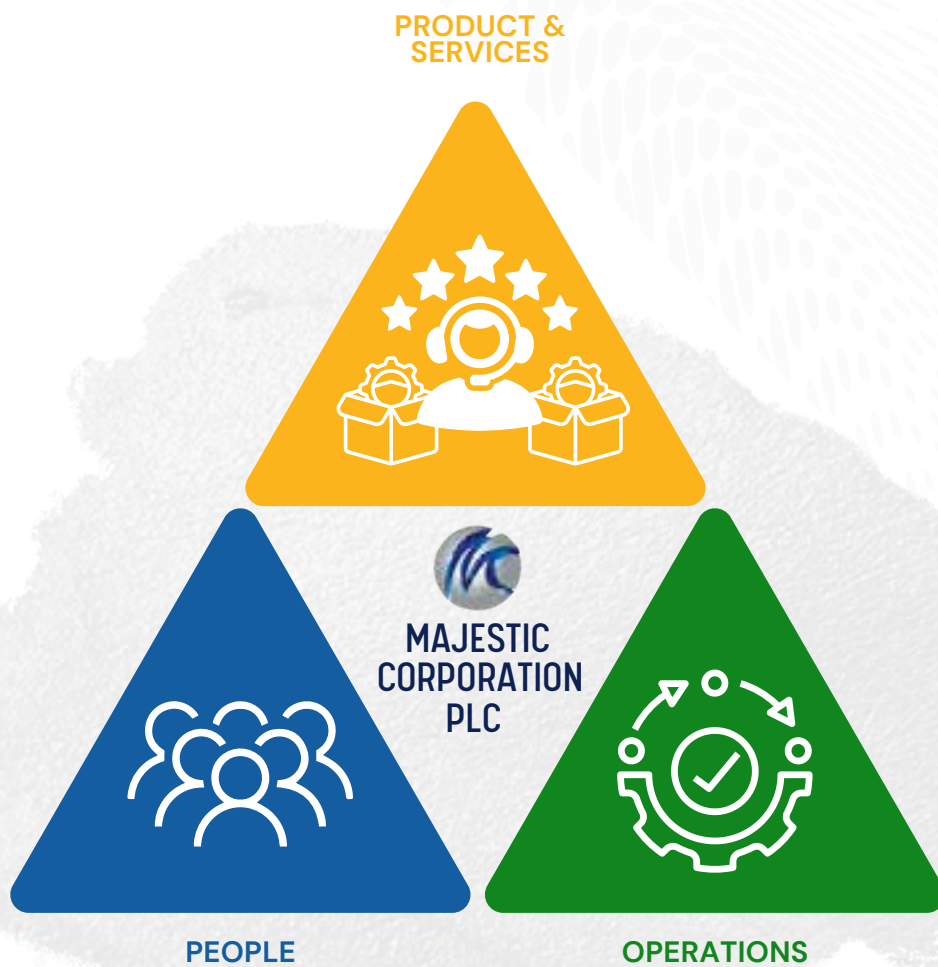 PRODUCT &
SERVICES
MAJESTIC
CORPORATION
PLC
PEOPLE
OPERATIONS